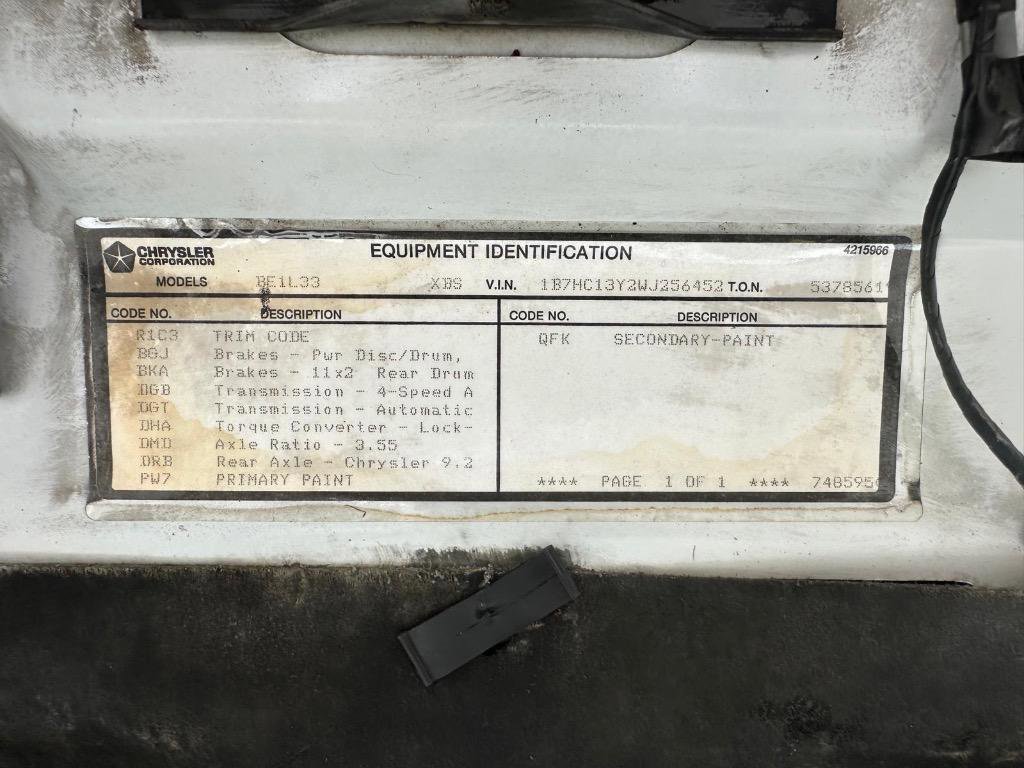 CHRYSLER CORPORATION EQUIPMENT IDENTIFICATION 4215966
MODELS BE1L33 XBS V.I.N. 1B7HC13Y2WJ256452 T.O.N. 5378561
CODE NO. DESCRIPTION CODE NO. DESCRIPTION
R1C3 TRIM CODE
BGJ Brakes - Pwr Disc/Drum,
BKA Brakes - 11x2 Rear Drum
DGB Transmission - 4-Speed A
DGT Transmission - Automatic
DHA Torque Converter - Lock-
DMD Axle Ratio - 3.55
DRB Rear Axle - Chrysler 9.2
PW7 PRIMARY PAINT
QFK SECONDARY-PAINT
**** PAGE 1 OF 1 ****748595